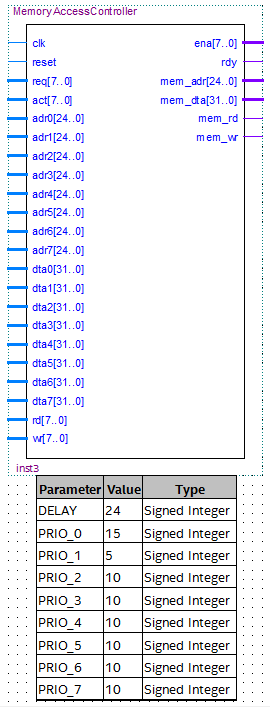 MemoryAccessController
clk ena[7..0]
reset rdy
req[7..0] mem_adr[24..0]
act[7..0] mem_dta[31..0]
adr0[24..0] mem_rd
adr1[24..0] mem_wr
adr2[24..0]
adr3[24..0]
adr4[24..0]
adr5[24..0]
adr6[24..0]
adr7[24..0]
dta0[31..0]
dta1[31..0]
dta2[31..0]
dta3[31..0]
dta4[31..0]
dta5[31..0]
dta6[31..0]
dta7[31..0]
rd[7..0]
wr[7..0]
inst3
Parameter Value Type
DELAY 24 Signed Integer
PRIO_0 15 Signed Integer
PRIO_1 5 Signed Integer
PRIO_2 10 Signed Integer
PRIO_3 10 Signed Integer
PRIO_4 10 Signed Integer
PRIO_5 10 Signed Integer
PRIO_6 10 Signed Integer
PRIO_7 10 Signed Integer